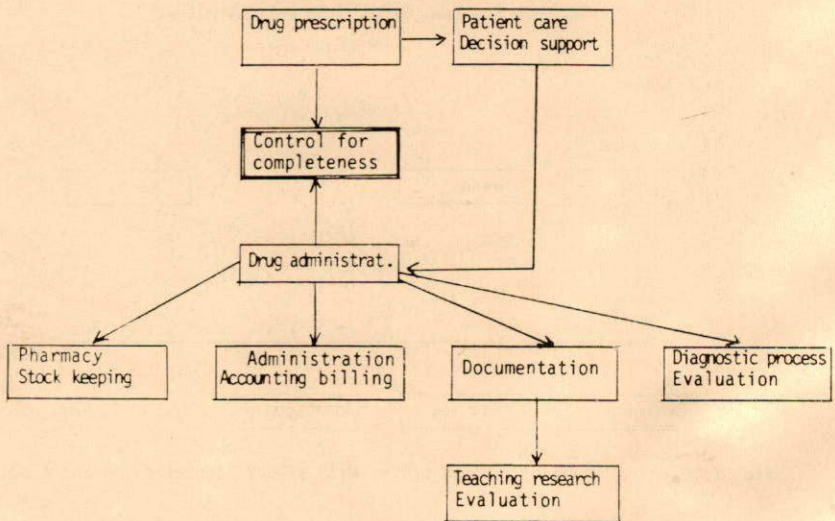 Drug prescription
Patient care
Decision support
Control for
completeness
Drug administrat.
Pharmacy
Stock keeping
Administration
Accounting billing
Documentation
Diagnostic process
Evaluation
Teaching research
Evaluation